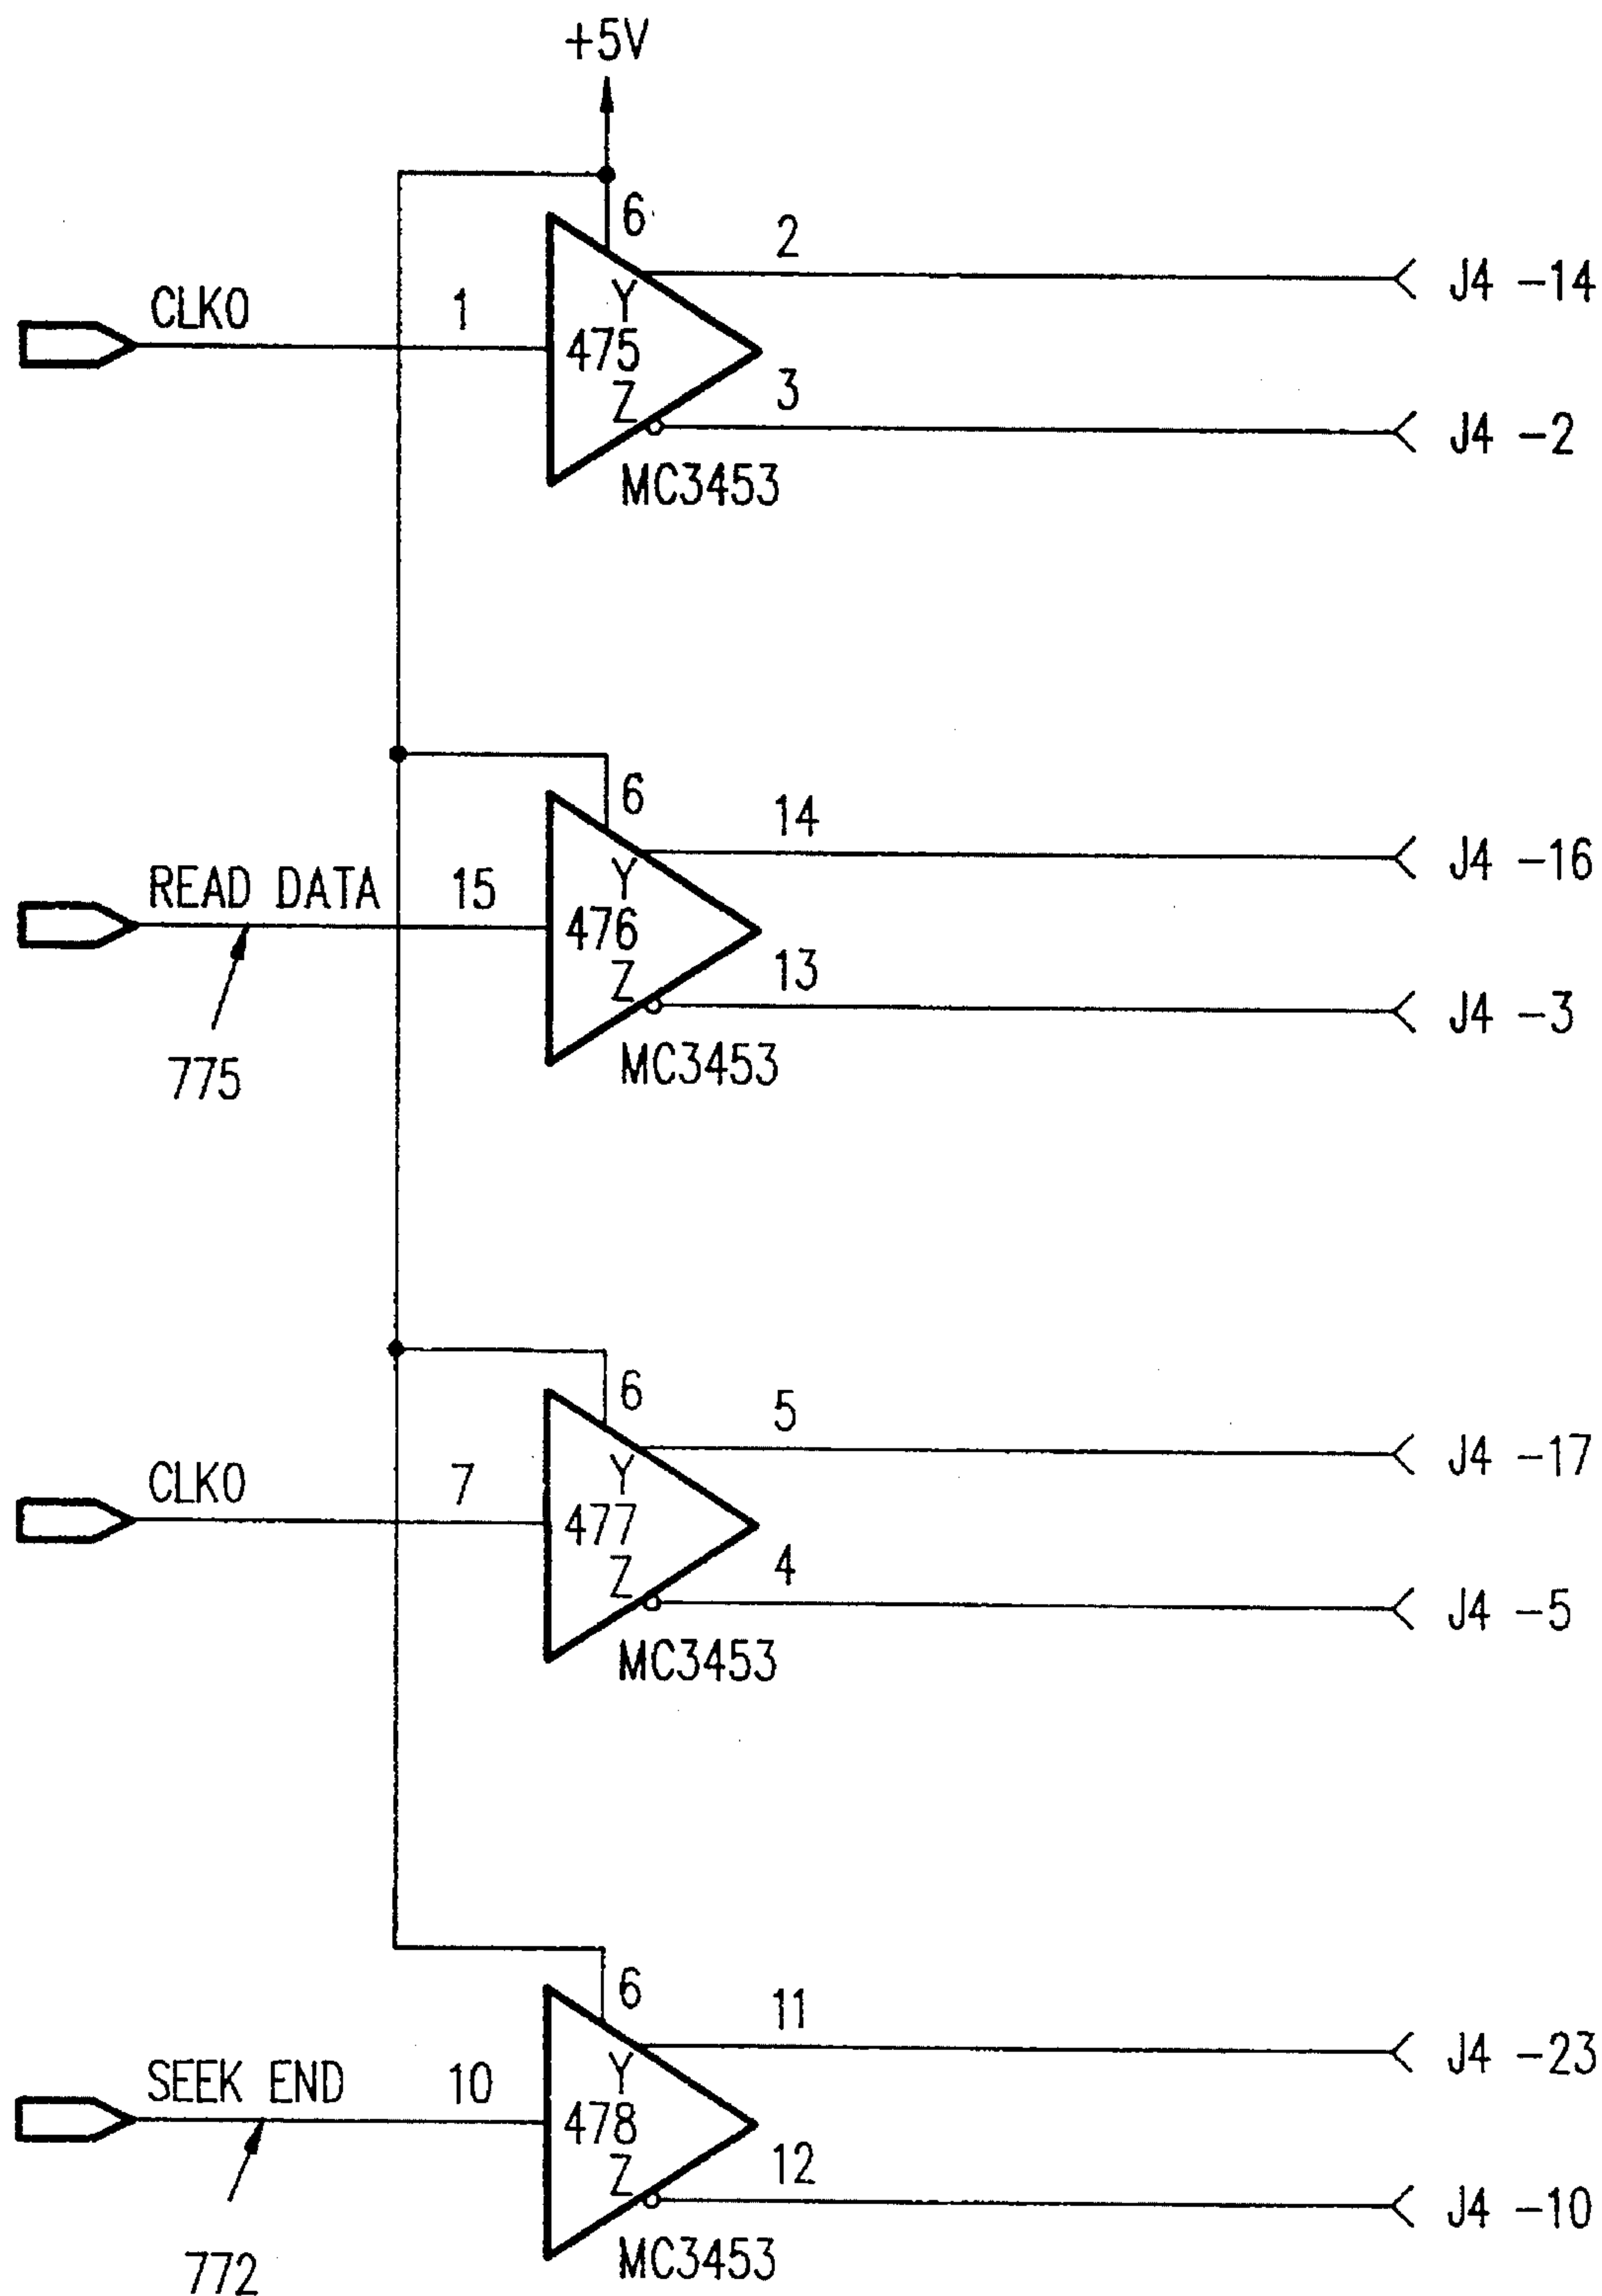 +5V
6
2
J4 -14
CLK0
1
Y
475
Z
3
J4 -2
MC3453
6
14
J4 -16
READ DATA
15
Y
476
Z
13
J4 -3
MC3453
775
6
5
J4 -17
CLK0
7
Y
477
Z
4
J4 -5
MC3453
6
11
J4 -23
SEEK END
10
Y
478
Z
12
J4 -10
MC3453
772